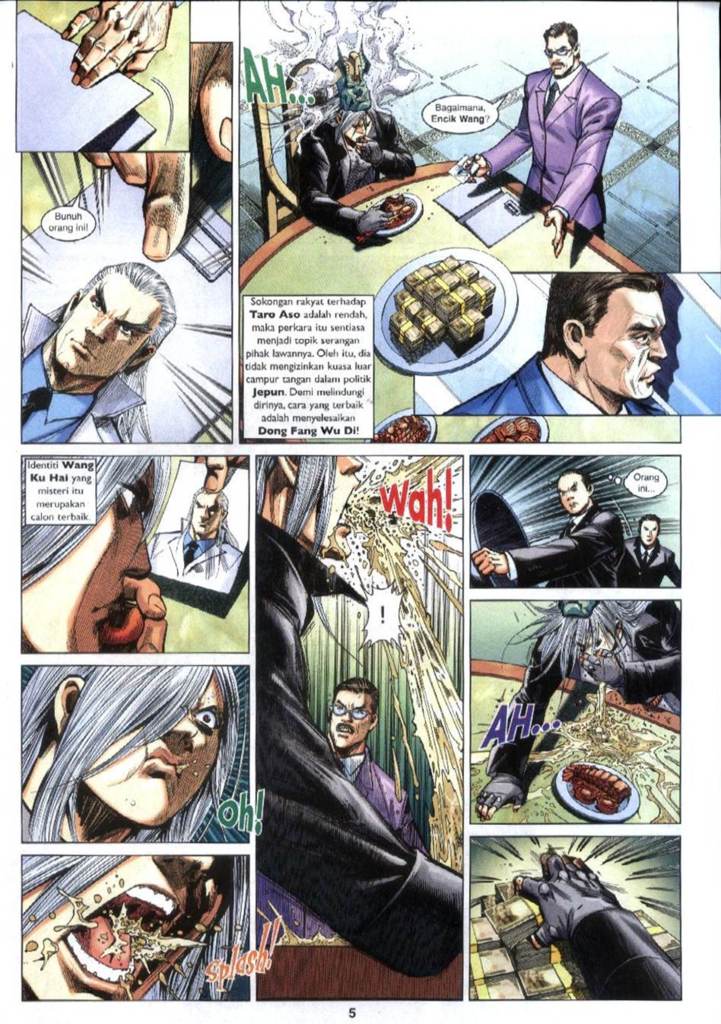 Bunuh
orang ini!
AH...
Bagaimana,
Encik Wang?
Sokongan rakyat terhadap
Taro Aso adalah rendah,
maka perkara itu sentiasa
menjadi topik serangan
pihak lawannya. Oleh itu, dia
tidak mengizinkan kuasa luar
campur tangan dalam politik
Jepun. Demi melindungi
dirinya, cara yang terbaik
adalah menyelesaikan
Dong Fang Wu Di!
Identiti Wang
Ku Hai yang
misteri itu
merupakan
calon terbaik.
Oh!
Splash!
Wah!
!
Orang
ini...
AH...
5